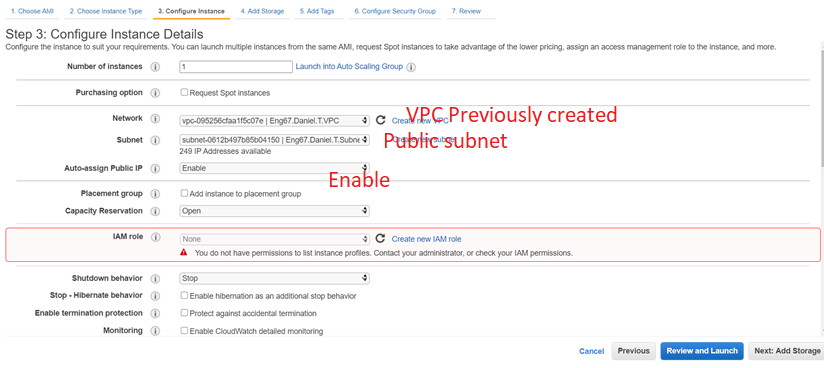 1. Choose AMI 2. Choose Instance Type 3. Configure Instance 4. Add Storage 5. Add Tags 6. Configure Security Group 7. Review
Step 3: Configure Instance Details
Configure the instance to suit your requirements. You can launch multiple instances from the same AMI, request Spot instances to take advantage of the lower pricing, assign an access management role to the instance, and more.
Number of instances 1 Launch into Auto Scaling Group
Purchasing option Request Spot instances
Network vpc-095256cfaa1f5c07e | Eng67.Daniel.T.VPC Create new VPC VPC Previously created
Subnet subnet-0612b497b85b04150 | Eng67.Daniel.T.Subne Create new subnet Public subnet
249 IP Addresses available
Auto-assign Public IP Enable
Enable
Placement group Add instance to placement group
Capacity Reservation Open
IAM role None Create new IAM role
You do not have permissions to list instance profiles. Contact your administrator, or check your IAM permissions.
Shutdown behavior Stop
Stop - Hibernate behavior Enable hibernation as an additional stop behavior
Enable termination protection Protect against accidental termination
Monitoring Enable CloudWatch detailed monitoring
Cancel Previous Review and Launch Next: Add Storage